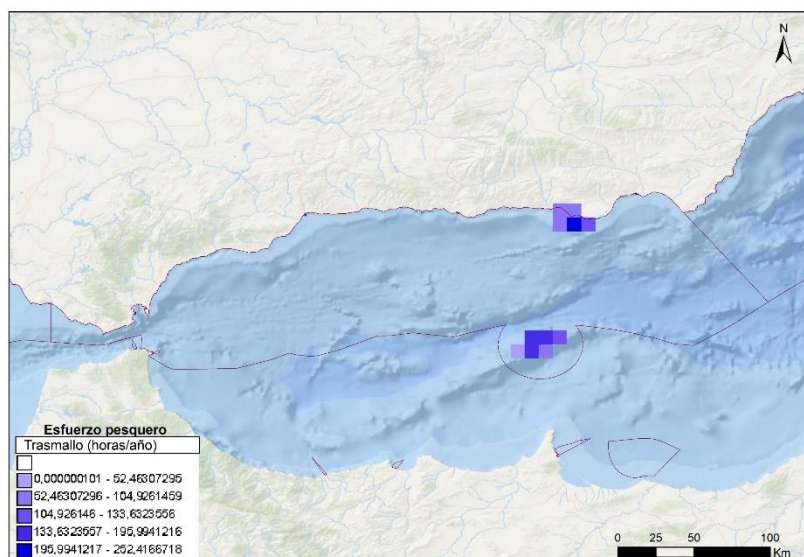 N
Esfuerzo pesquero
Trasmallo (horas/año)
0,000000101 - 52,46307295
52,46307296 - 104,9261459
104,926146 - 133,6323556
133,6323557 - 195,9941216
195,9941217 - 252,4166718
0 25 50 100
Km